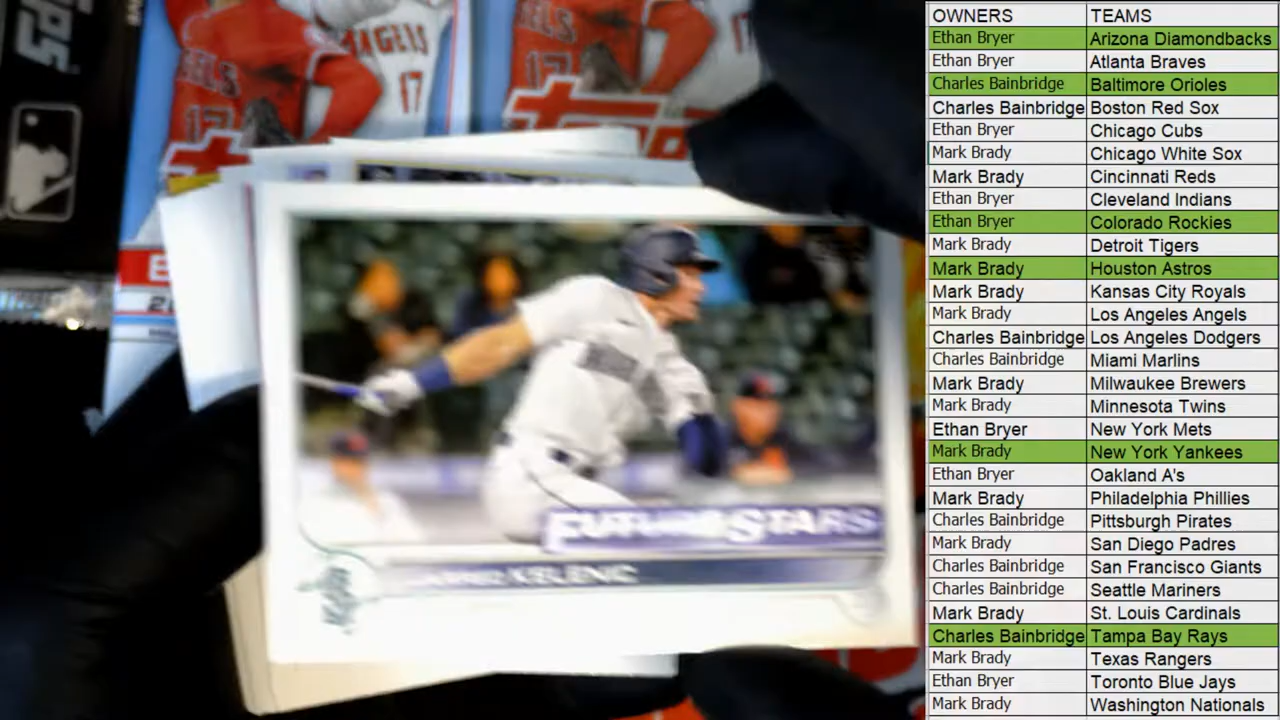 OWNERS TEAMS
Ethan Bryer Arizona Diamondbacks
Ethan Bryer Atlanta Braves
Charles Bainbridge Baltimore Orioles
Charles Bainbridge Boston Red Sox
Ethan Bryer Chicago Cubs
Mark Brady Chicago White Sox
Mark Brady Cincinnati Reds
Ethan Bryer Cleveland Indians
Ethan Bryer Colorado Rockies
Mark Brady Detroit Tigers
Mark Brady Houston Astros
Mark Brady Kansas City Royals
Mark Brady Los Angeles Angels
Charles Bainbridge Los Angeles Dodgers
Charles Bainbridge Miami Marlins
Mark Brady Milwaukee Brewers
Mark Brady Minnesota Twins
Ethan Bryer New York Mets
Mark Brady New York Yankees
Ethan Bryer Oakland A's
Mark Brady Philadelphia Phillies
Charles Bainbridge Pittsburgh Pirates
Mark Brady San Diego Padres
Charles Bainbridge San Francisco Giants
Charles Bainbridge Seattle Mariners
Mark Brady St. Louis Cardinals
Charles Bainbridge Tampa Bay Rays
Mark Brady Texas Rangers
Ethan Bryer Toronto Blue Jays
Mark Brady Washington Nationals
ANGELS
17
17
FUTURE STARS
KELENIC